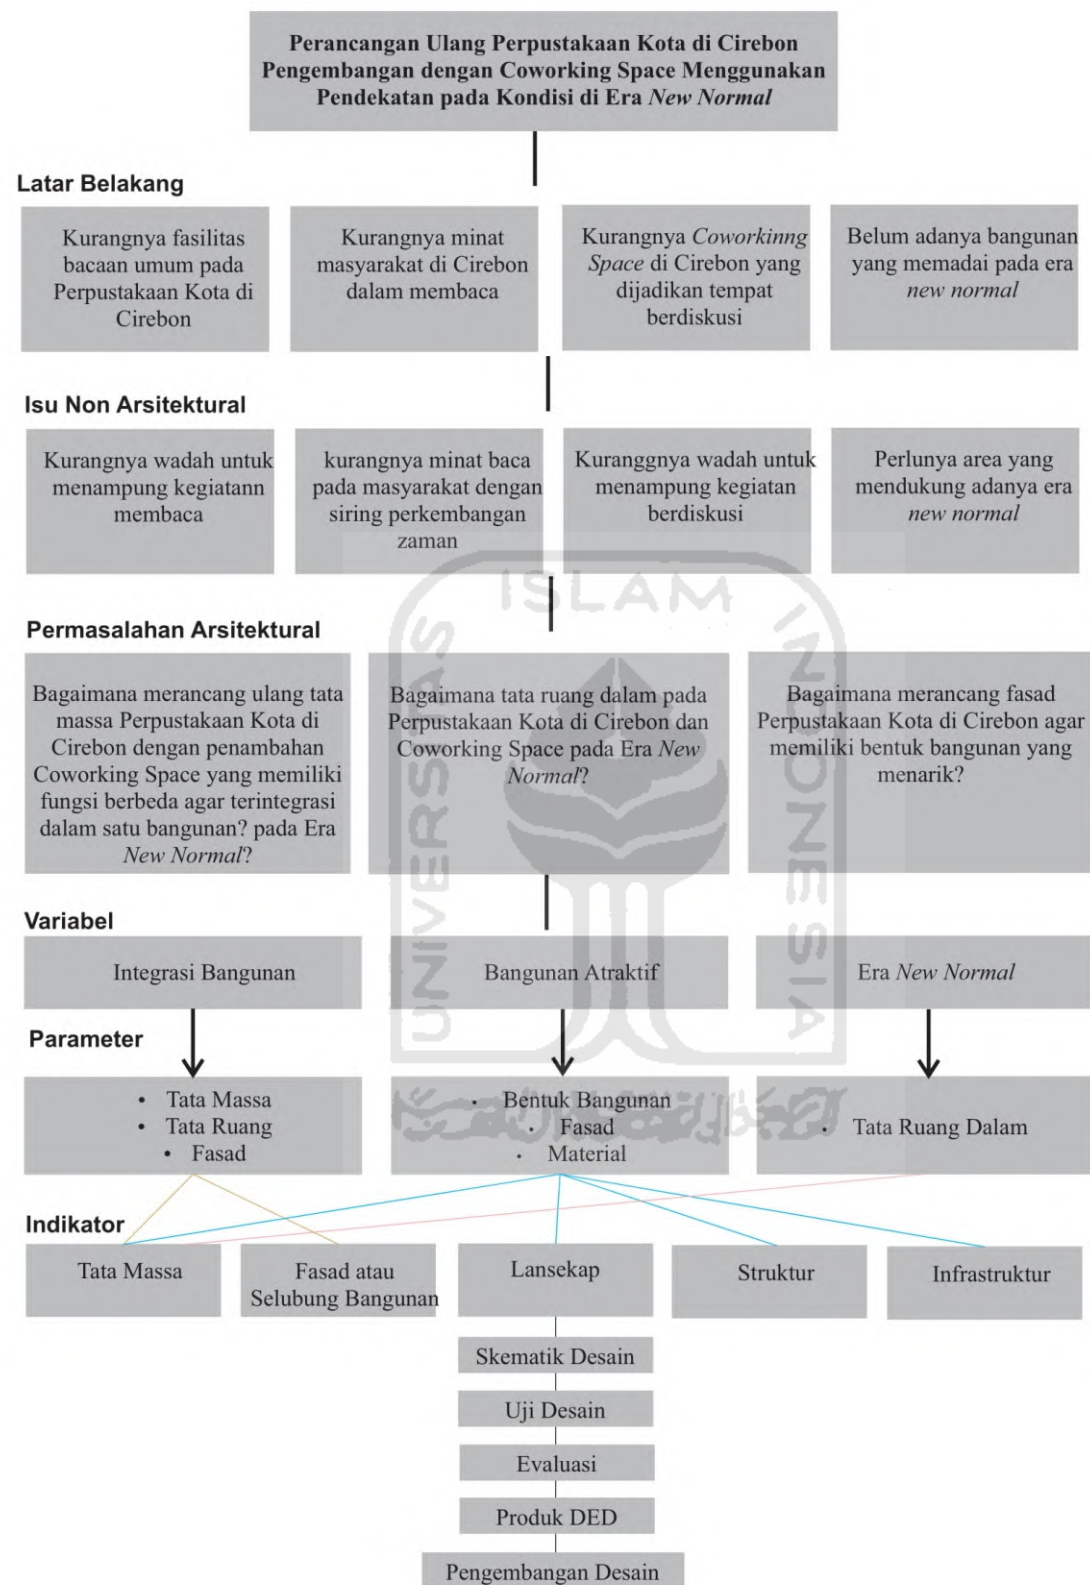 Perancangan Ulang Perpustakaan Kota di Cirebon
Pengembangan dengan Coworking Space Menggunakan
Pendekatan pada Kondisi di Era New Normal
Latar Belakang
Kurangnya fasilitas
bacaan umum pada
Perpustakaan Kota di
Cirebon
Kurangnya minat
masyarakat di Cirebon
dalam membaca
Kurangnya Coworkinng
Space di Cirebon yang
dijadikan tempat
berdiskusi
Belum adanya bangunan
yang memadai pada era
new normal
Isu Non Arsitektural
Kurangnya wadah untuk
menampung kegiatann
membaca
kurangnya minat baca
pada masyarakat dengan
siring perkembangan
zaman
Kuranggnya wadah untuk
menampung kegiatan
berdiskusi
Perlunya area yang
mendukung adanya era
new normal
Permasalahan Arsitektural
Bagaimana merancang ulang tata
massa Perpustakaan Kota di
Cirebon dengan penambahan
Coworking Space yang memiliki
fungsi berbeda agar terintegrasi
dalam satu bangunan? pada Era
New Normal?
Bagaimana tata ruang dalam pada
Perpustakaan Kota di Cirebon dan
Coworking Space pada Era New
Normal?
Bagaimana merancang fasad
Perpustakaan Kota di Cirebon agar
memiliki bentuk bangunan yang
menarik?
Variabel
Integrasi Bangunan
Bangunan Atraktif
Era New Normal
Parameter
• Tata Massa
• Tata Ruang
• Fasad
• Bentuk Bangunan
• Fasad
• Material
• Tata Ruang Dalam
Indikator
Tata Massa
Fasad atau
Selubung Bangunan
Lansekap
Struktur
Infrastruktur
Skematik Desain
Uji Desain
Evaluasi
Produk DED
Pengembangan Desain
UNIVERSITAS
ISLAM
INDONESIA